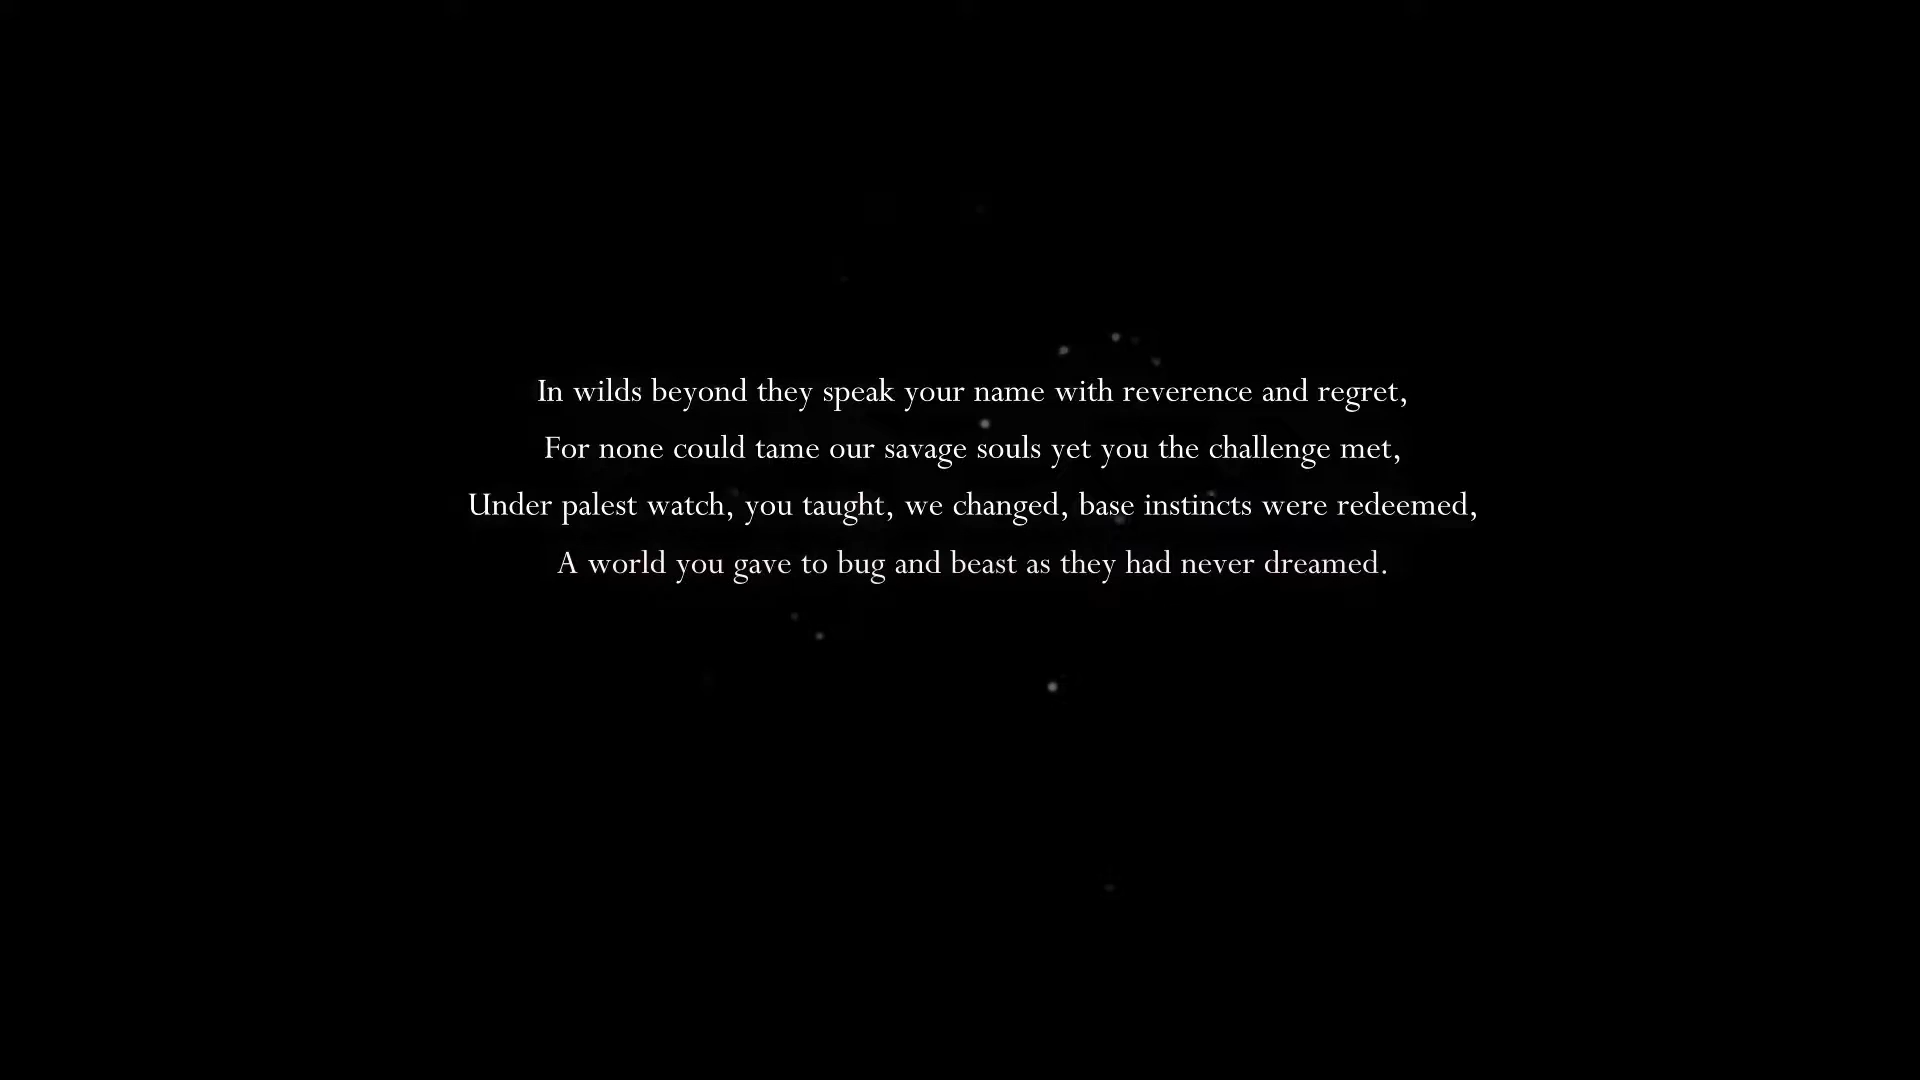 In wilds beyond they speak your name with reverence and regret,
For none could tame our savage souls yet you the challenge met,
Under palest watch, you taught, we changed, base instincts were redeemed,
A world you gave to bug and beast as they had never dreamed.